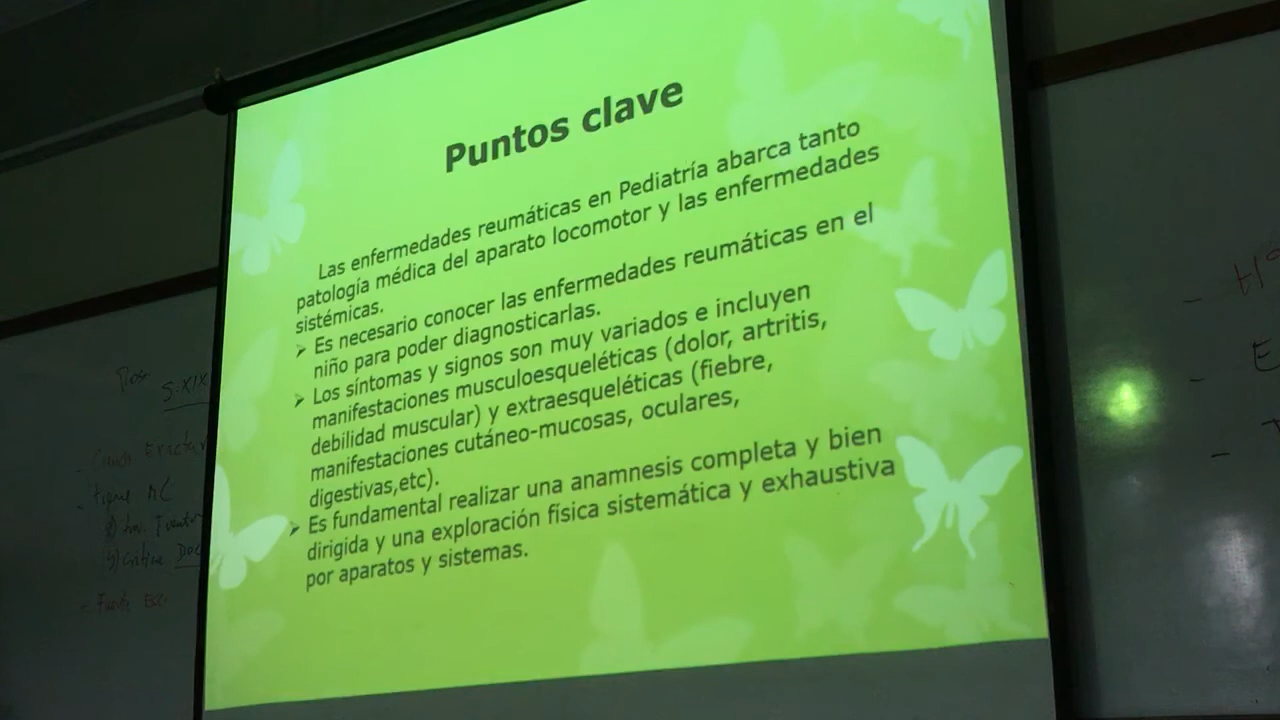 Puntos clave
Las enfermedades reumáticas en Pediatría abarca tanto
patología médica del aparato locomotor y las enfermedades
sistémicas.
➢ Es necesario conocer las enfermedades reumáticas en el
niño para poder diagnosticarlas.
➢ Los síntomas y signos son muy variados e incluyen
manifestaciones musculoesqueléticas (dolor, artritis,
debilidad muscular) y extraesqueléticas (fiebre,
manifestaciones cutáneo-mucosas, oculares,
digestivas,etc).
➢ Es fundamental realizar una anamnesis completa y bien
dirigida y una exploración física sistemática y exhaustiva
por aparatos y sistemas.
S.XIX